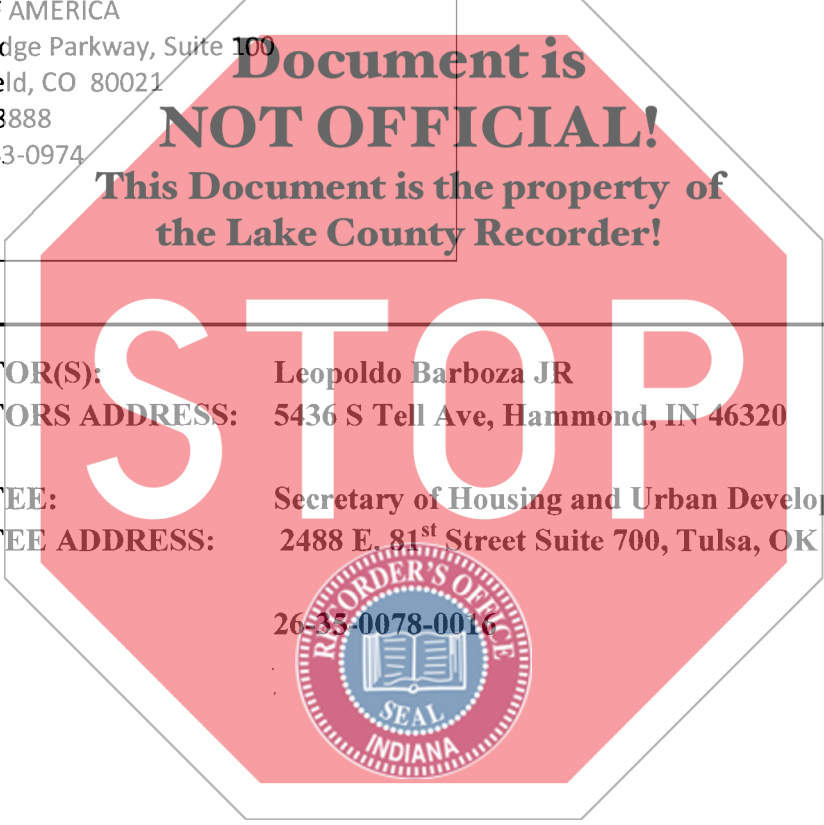 AMERICA
dge Parkway, Suite 100
eld, CO 80021
8888
3-0974
Document is
NOT OFFICIAL!
This Document is the property of
the Lake County Recorder!
STOP
TOR(S): Leopoldo Barboza JR
TORS ADDRESS: 5436 S Tell Ave, Hammond, IN 46320
TEE: Secretary of Housing and Urban Develop
TEE ADDRESS: 2488 E. 81st Street Suite 700, Tulsa, OK
26-35-0078-0016
RECORDER'S OFFICE
SEAL
INDIANA